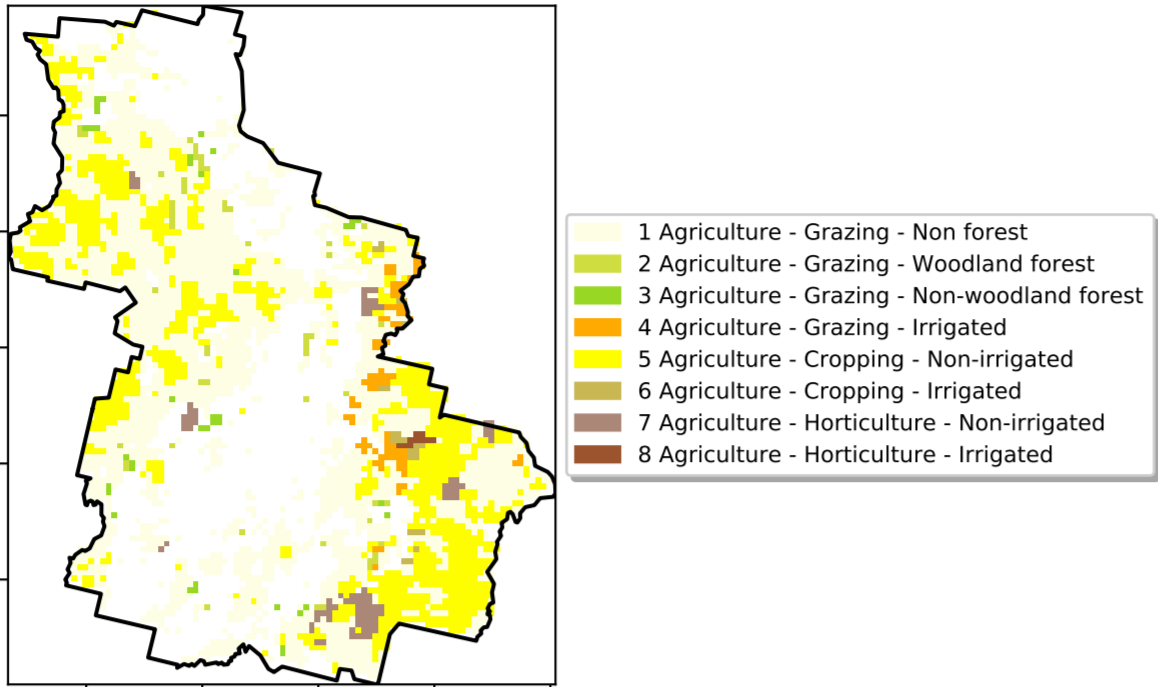 1 Agriculture - Grazing - Non forest
2 Agriculture - Grazing - Woodland forest
3 Agriculture - Grazing - Non-woodland forest
4 Agriculture - Grazing - Irrigated
5 Agriculture - Cropping - Non-irrigated
6 Agriculture - Cropping - Irrigated
7 Agriculture - Horticulture - Non-irrigated
8 Agriculture - Horticulture - Irrigated